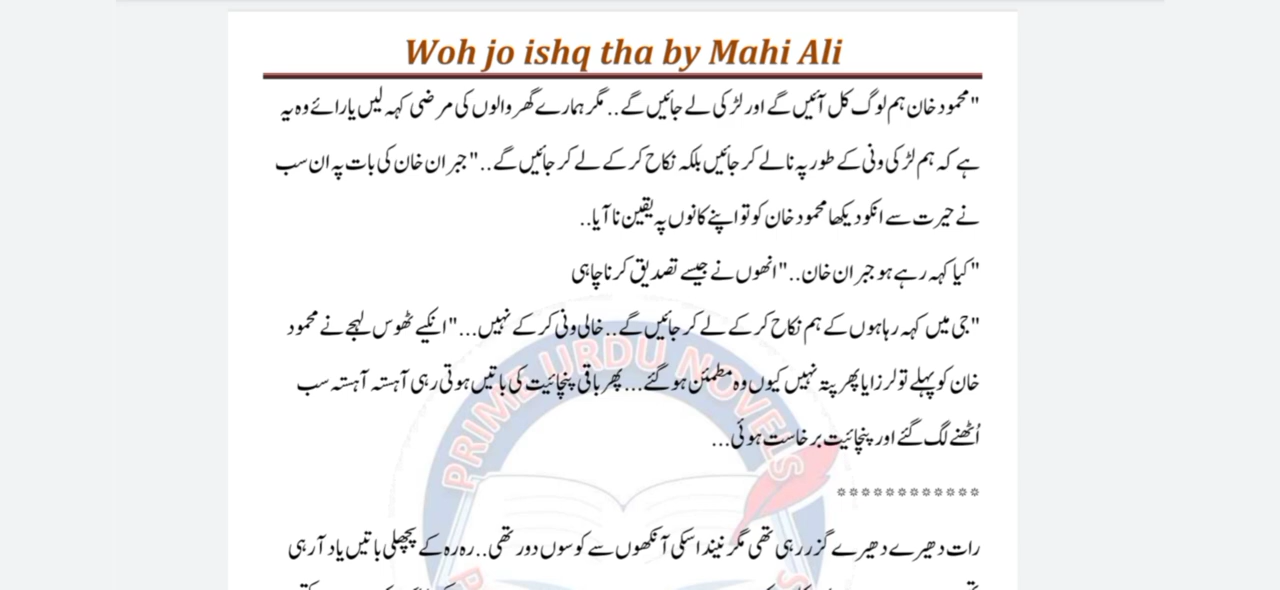 Woh jo ishq tha by Mahi Ali
"محمود خان ہم لوگ کل آئیں گے اور لڑکی لے جائیں گے.. مگر ہمارے گھر والوں کی مرضی کہہ لیں یا رائے وہ یہ
ہے کہ ہم لڑکی ونی کے طور پہ نا لے کر جائیں بلکہ نکاح کر کے لے کر جائیں گے.." جبران خان کی بات پہ ان سب
نے حیرت سے انکو دیکھا محمود خان کو تو اپنے کانوں پہ یقین نا آیا..
"کیا کہہ رہے ہو جبران خان.." انھوں نے جیسے تصدیق کرنا چاہی
"جی میں کہہ رہا ہوں کے ہم نکاح کر کے لے کر جائیں گے.. خالی ونی کر کے نہیں..." انکے ٹھوس لہجے نے محمود
خان کو پہلے تو لرزایا پھر پتہ نہیں کیوں وہ مطمئن ہو گئے... پھر باقی پنچائیت کی باتیں ہوتی رہی آہستہ آہستہ سب
اُٹھنے لگ گئے اور پنچائیت برخاست ہوئی...
************
رات دھیرے دھیرے گزر رہی تھی مگر نیند اسکی آنکھوں سے کوسوں دور تھی.. رہ رہ کے پچھلی باتیں یاد آ رہی
PRIME URDU NOVELS